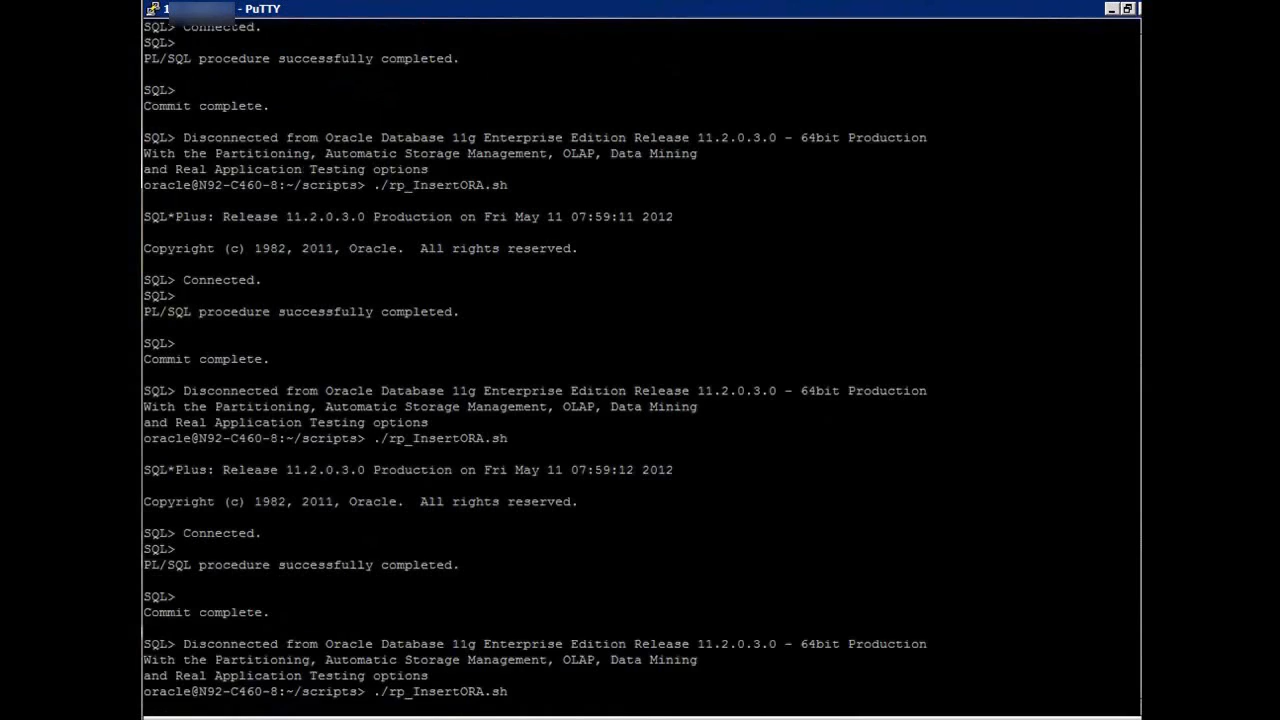 1 - PuTTY
SQL> Connected.
SQL>
PL/SQL procedure successfully completed.
SQL>
Commit complete.
SQL> Disconnected from Oracle Database 11g Enterprise Edition Release 11.2.0.3.0 - 64bit Production
With the Partitioning, Automatic Storage Management, OLAP, Data Mining
and Real Application Testing options
oracle@N92-C460-8:~/scripts> ./rp_InsertORA.sh
SQL*Plus: Release 11.2.0.3.0 Production on Fri May 11 07:59:11 2012
Copyright (c) 1982, 2011, Oracle.  All rights reserved.
SQL> Connected.
SQL>
PL/SQL procedure successfully completed.
SQL>
Commit complete.
SQL> Disconnected from Oracle Database 11g Enterprise Edition Release 11.2.0.3.0 - 64bit Production
With the Partitioning, Automatic Storage Management, OLAP, Data Mining
and Real Application Testing options
oracle@N92-C460-8:~/scripts> ./rp_InsertORA.sh
SQL*Plus: Release 11.2.0.3.0 Production on Fri May 11 07:59:12 2012
Copyright (c) 1982, 2011, Oracle.  All rights reserved.
SQL> Connected.
SQL>
PL/SQL procedure successfully completed.
SQL>
Commit complete.
SQL> Disconnected from Oracle Database 11g Enterprise Edition Release 11.2.0.3.0 - 64bit Production
With the Partitioning, Automatic Storage Management, OLAP, Data Mining
and Real Application Testing options
oracle@N92-C460-8:~/scripts> ./rp_InsertORA.sh